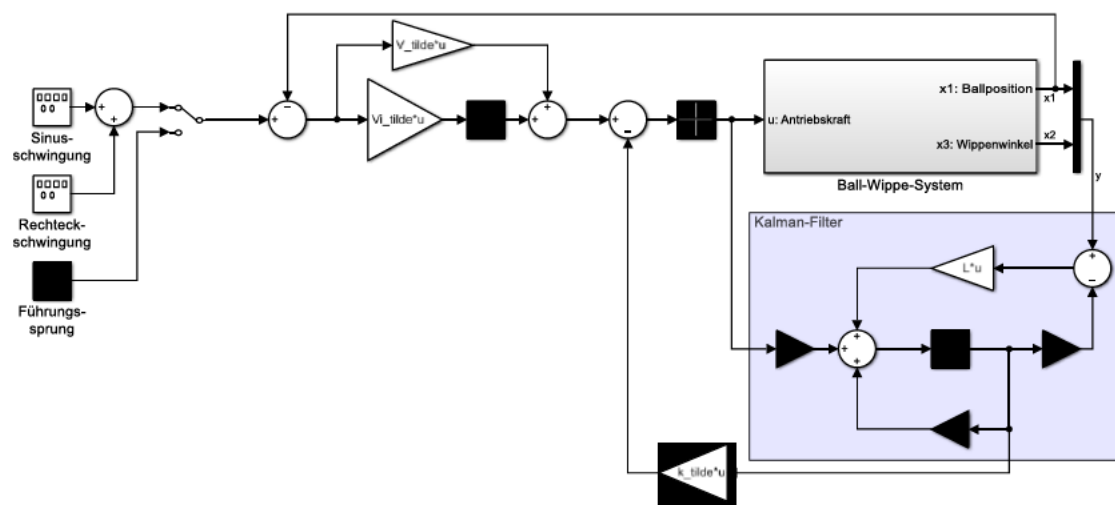 V_tilde*u
Vi_tilde*u
Sinus-
schwingung
Rechteck-
schwingung
Führungs-
sprung
x1: Ballposition
x1
u: Antriebskraft
x3: Wippenwinkel
x2
Ball-Wippe-System
y
Kalman-Filter
L*u
k_tilde*u